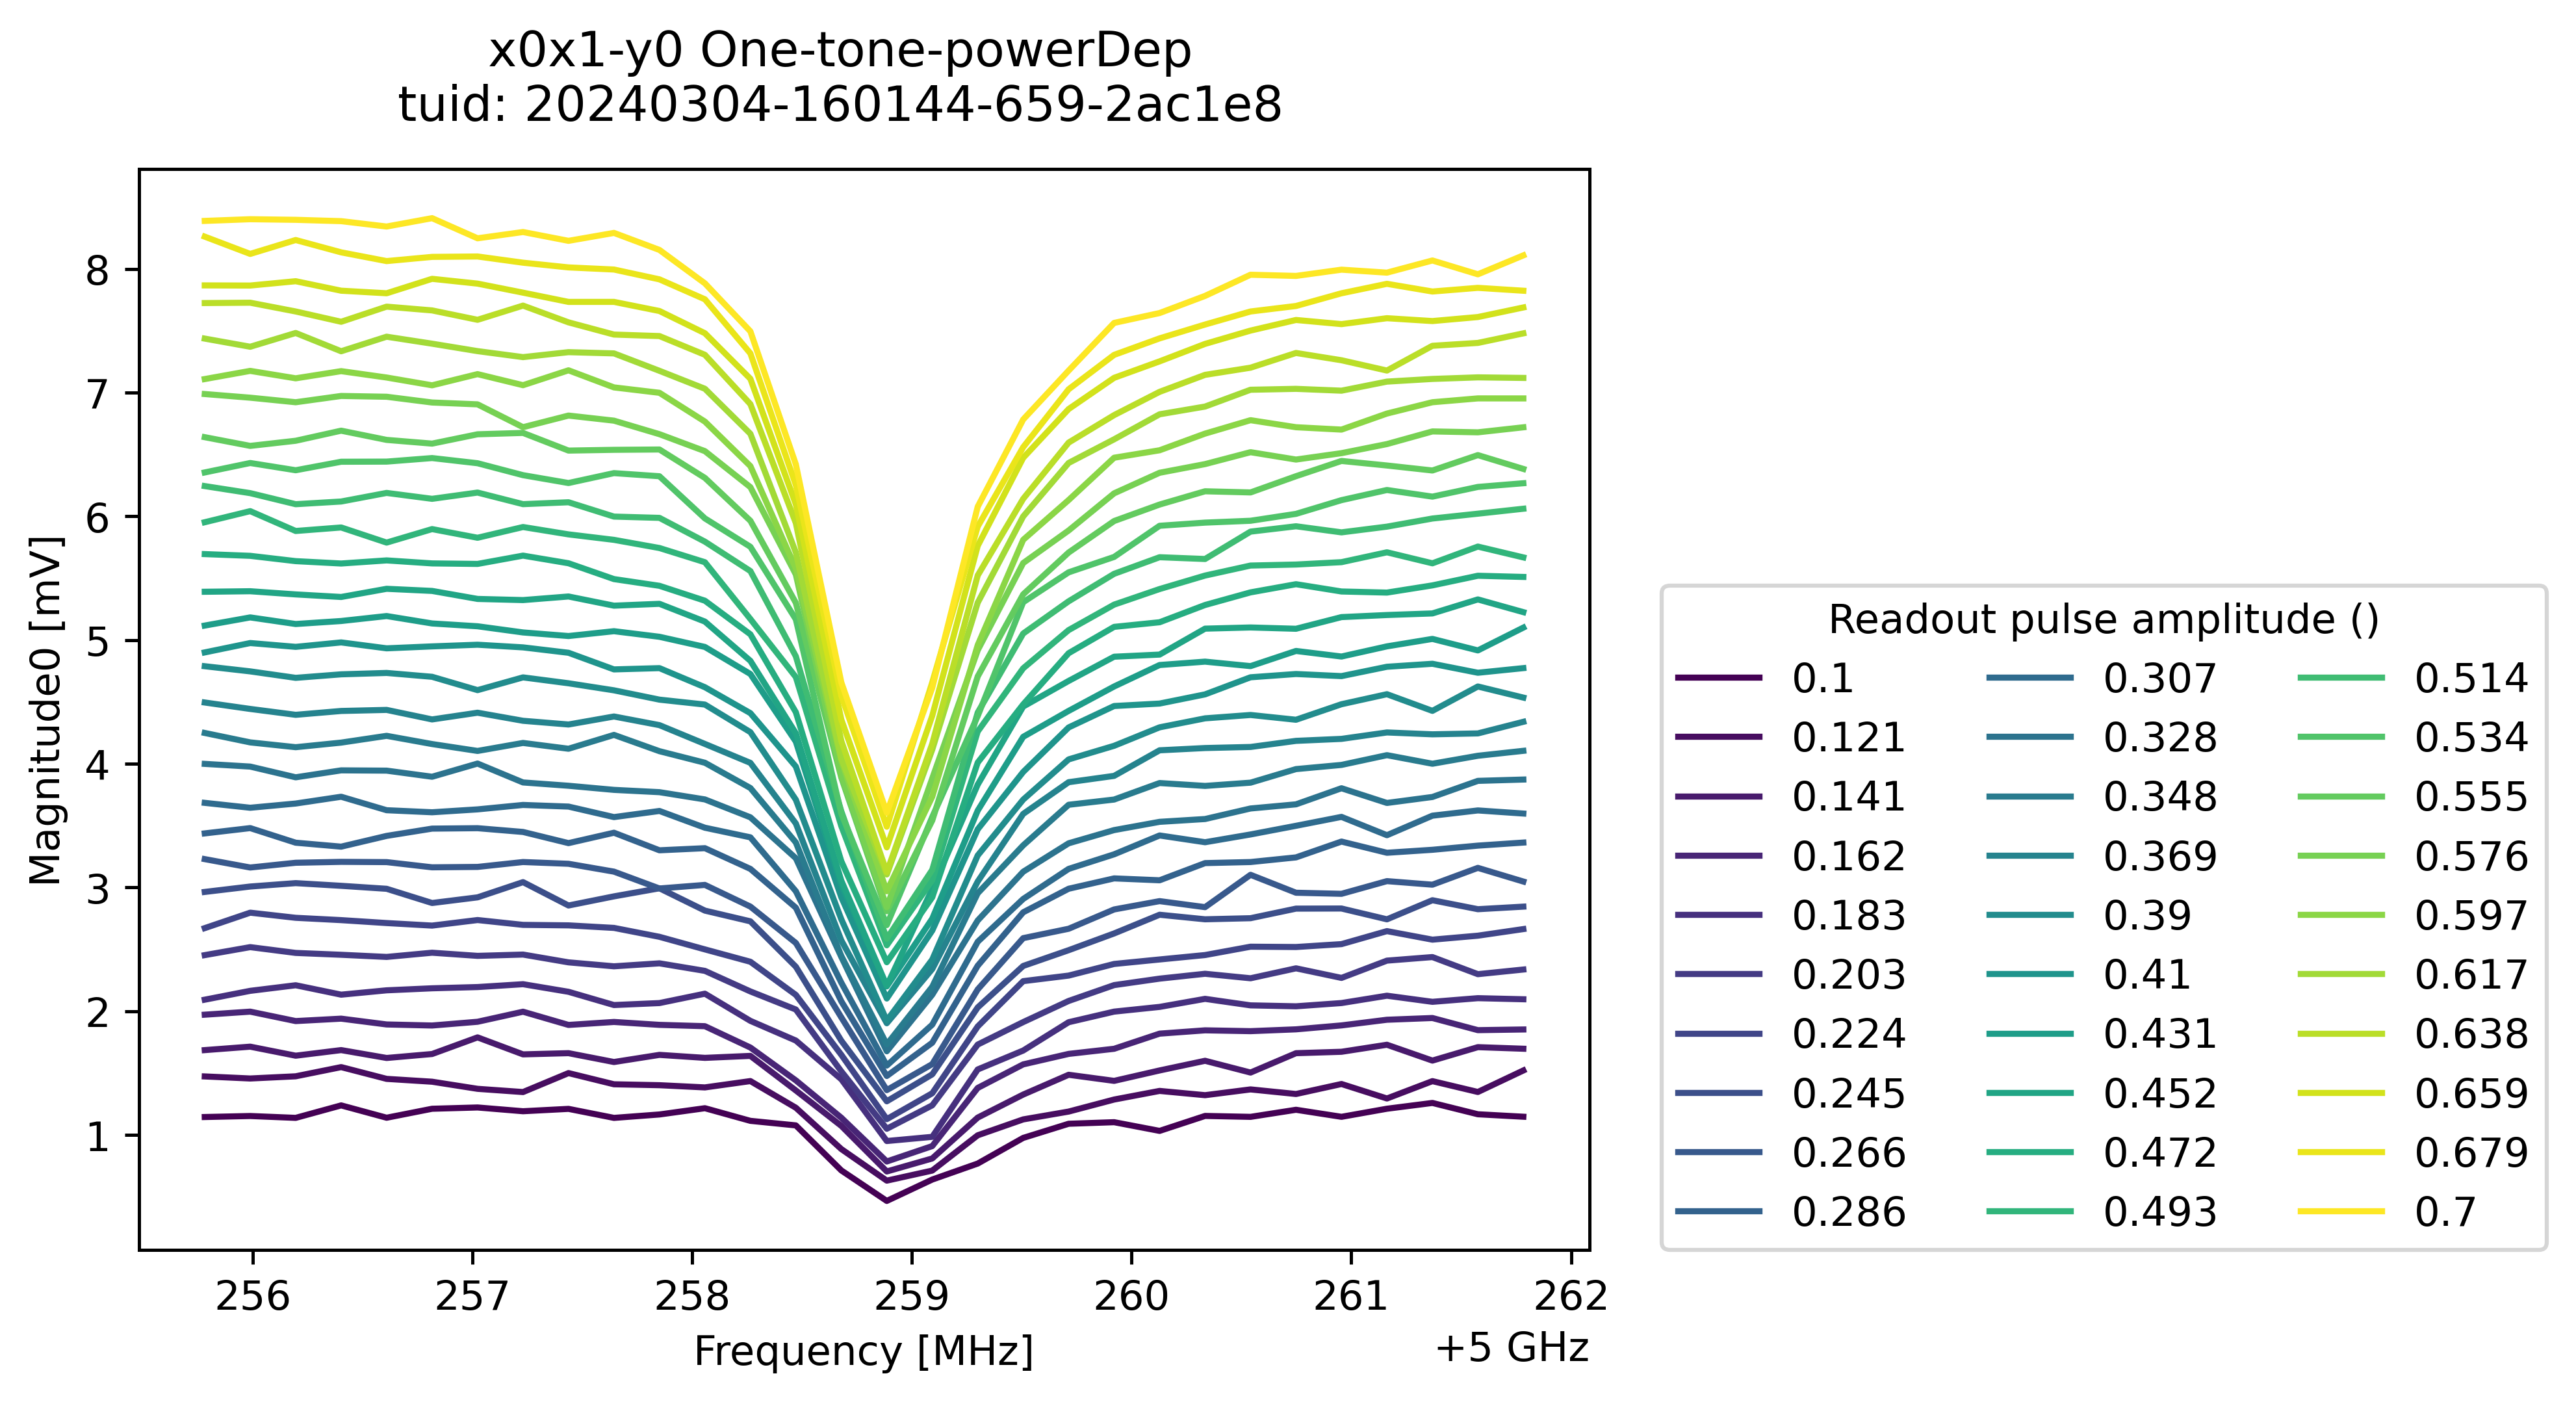 x0x1-y0 One-tone-powerDep
tuid: 20240304-160144-659-2ac1e8
Magnitude0 [mV]
8
7
6
5
4
3
2
1
256 257 258 259 260 261 262
Frequency [MHz]
+5 GHz
Readout pulse amplitude ()
0.1 0.307 0.514
0.121 0.328 0.534
0.141 0.348 0.555
0.162 0.369 0.576
0.183 0.39 0.597
0.203 0.41 0.617
0.224 0.431 0.638
0.245 0.452 0.659
0.266 0.472 0.679
0.286 0.493 0.7